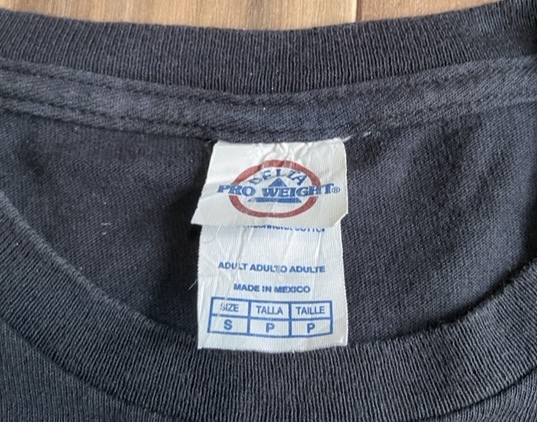 DELTA
PRO WEIGHT®
ADULT ADULTO ADULTE
MADE IN MEXICO
SIZE TALLA TAILLE
S P P